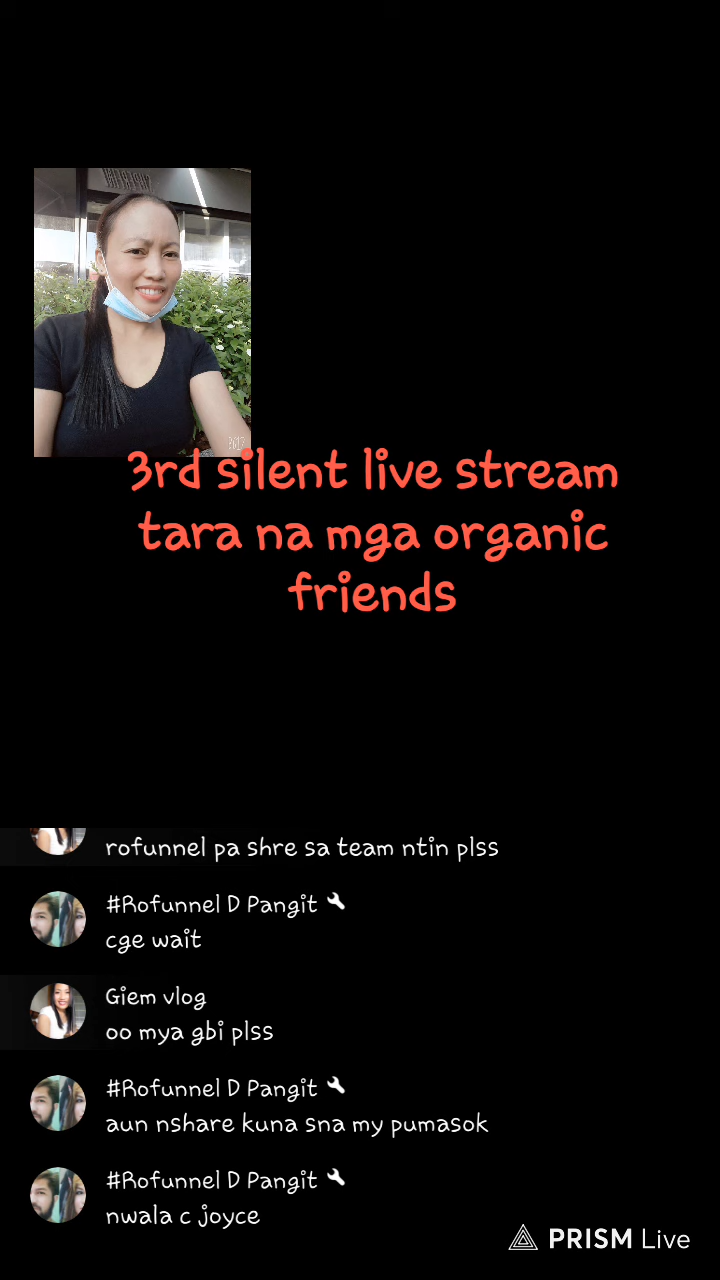 3rd silent live stream
tara na mga organic
friends
rofunnel pa shre sa team ntin plss
#Rofunnel D Pangit
cge wait
Giem vlog
oo mya gbi plss
#Rofunnel D Pangit
aun nshare kuna sna my pumasok
#Rofunnel D Pangit
nwala c joyce
PRISM Live